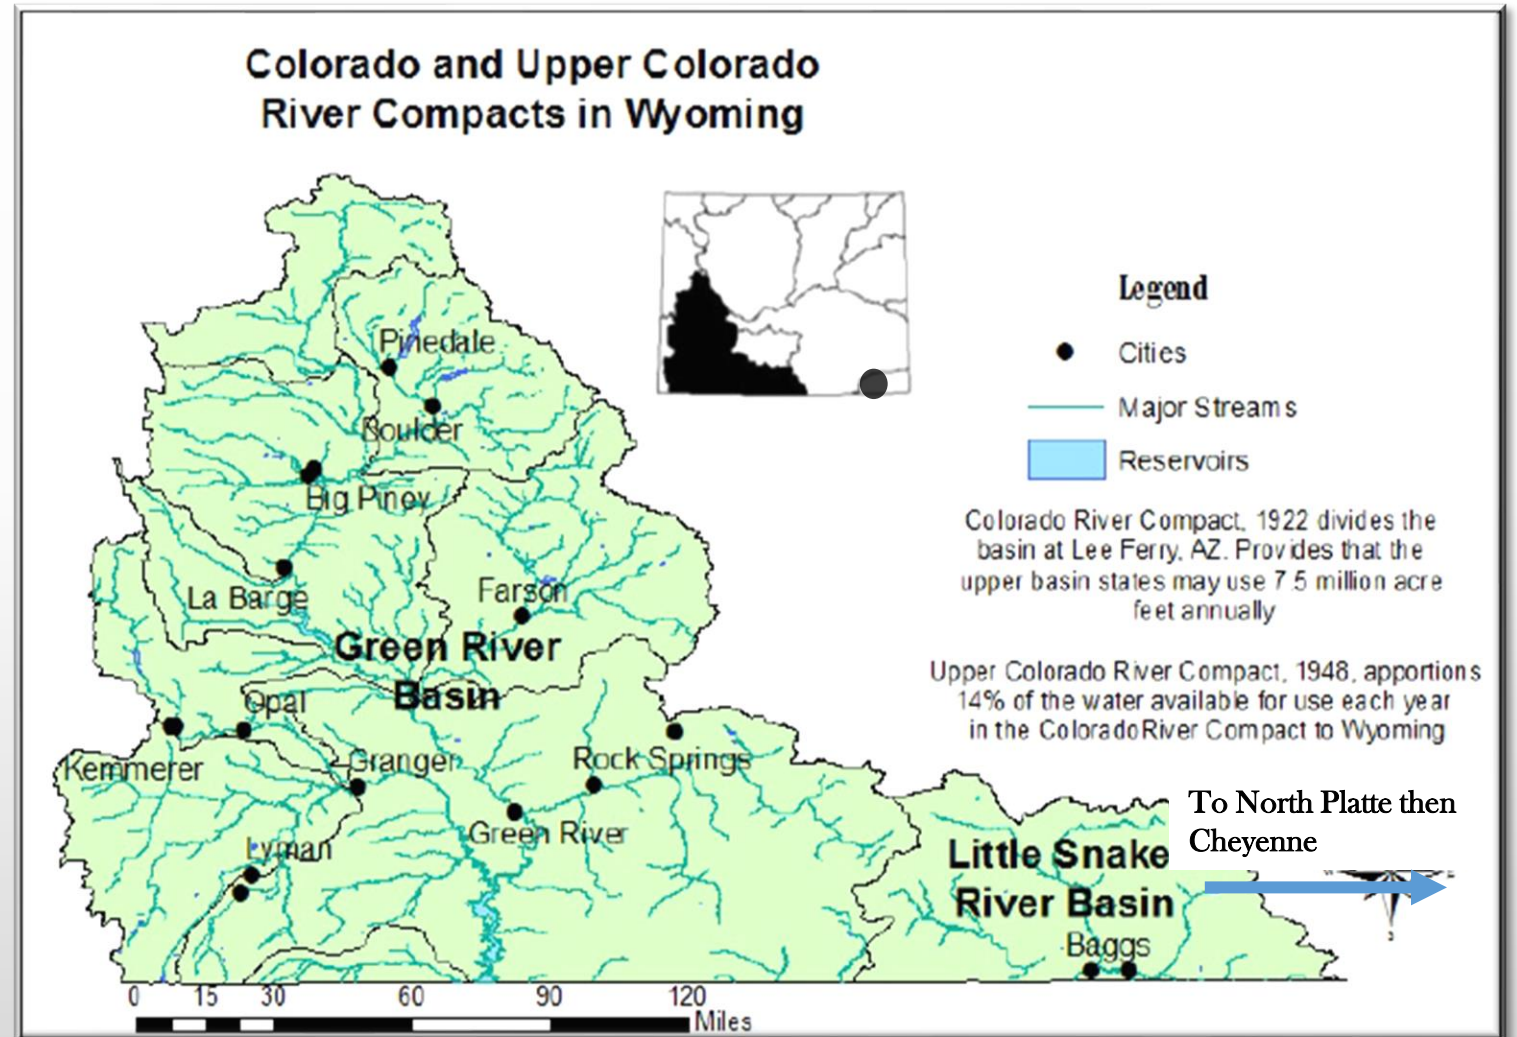 Colorado and Upper Colorado
River Compacts in Wyoming
Legend
Cities
Major Streams
Reservoirs
Colorado River Compact, 1922 divides the
basin at Lee Ferry, AZ. Provides that the
upper basin states may use 7.5 million acre
feet annually
Upper Colorado River Compact, 1948, apportions
14% of the water available for use each year
in the Colorado River Compact to Wyoming
Pinedale
Boulder
Big Piney
La Barge
Farson
Green River
Basin
Opal
Kemmerer
Granger
Rock Springs
Green River
Lyman
To North Platte then
Cheyenne
Little Snake
River Basin
Baggs
0 15 30 60 90 120
Miles